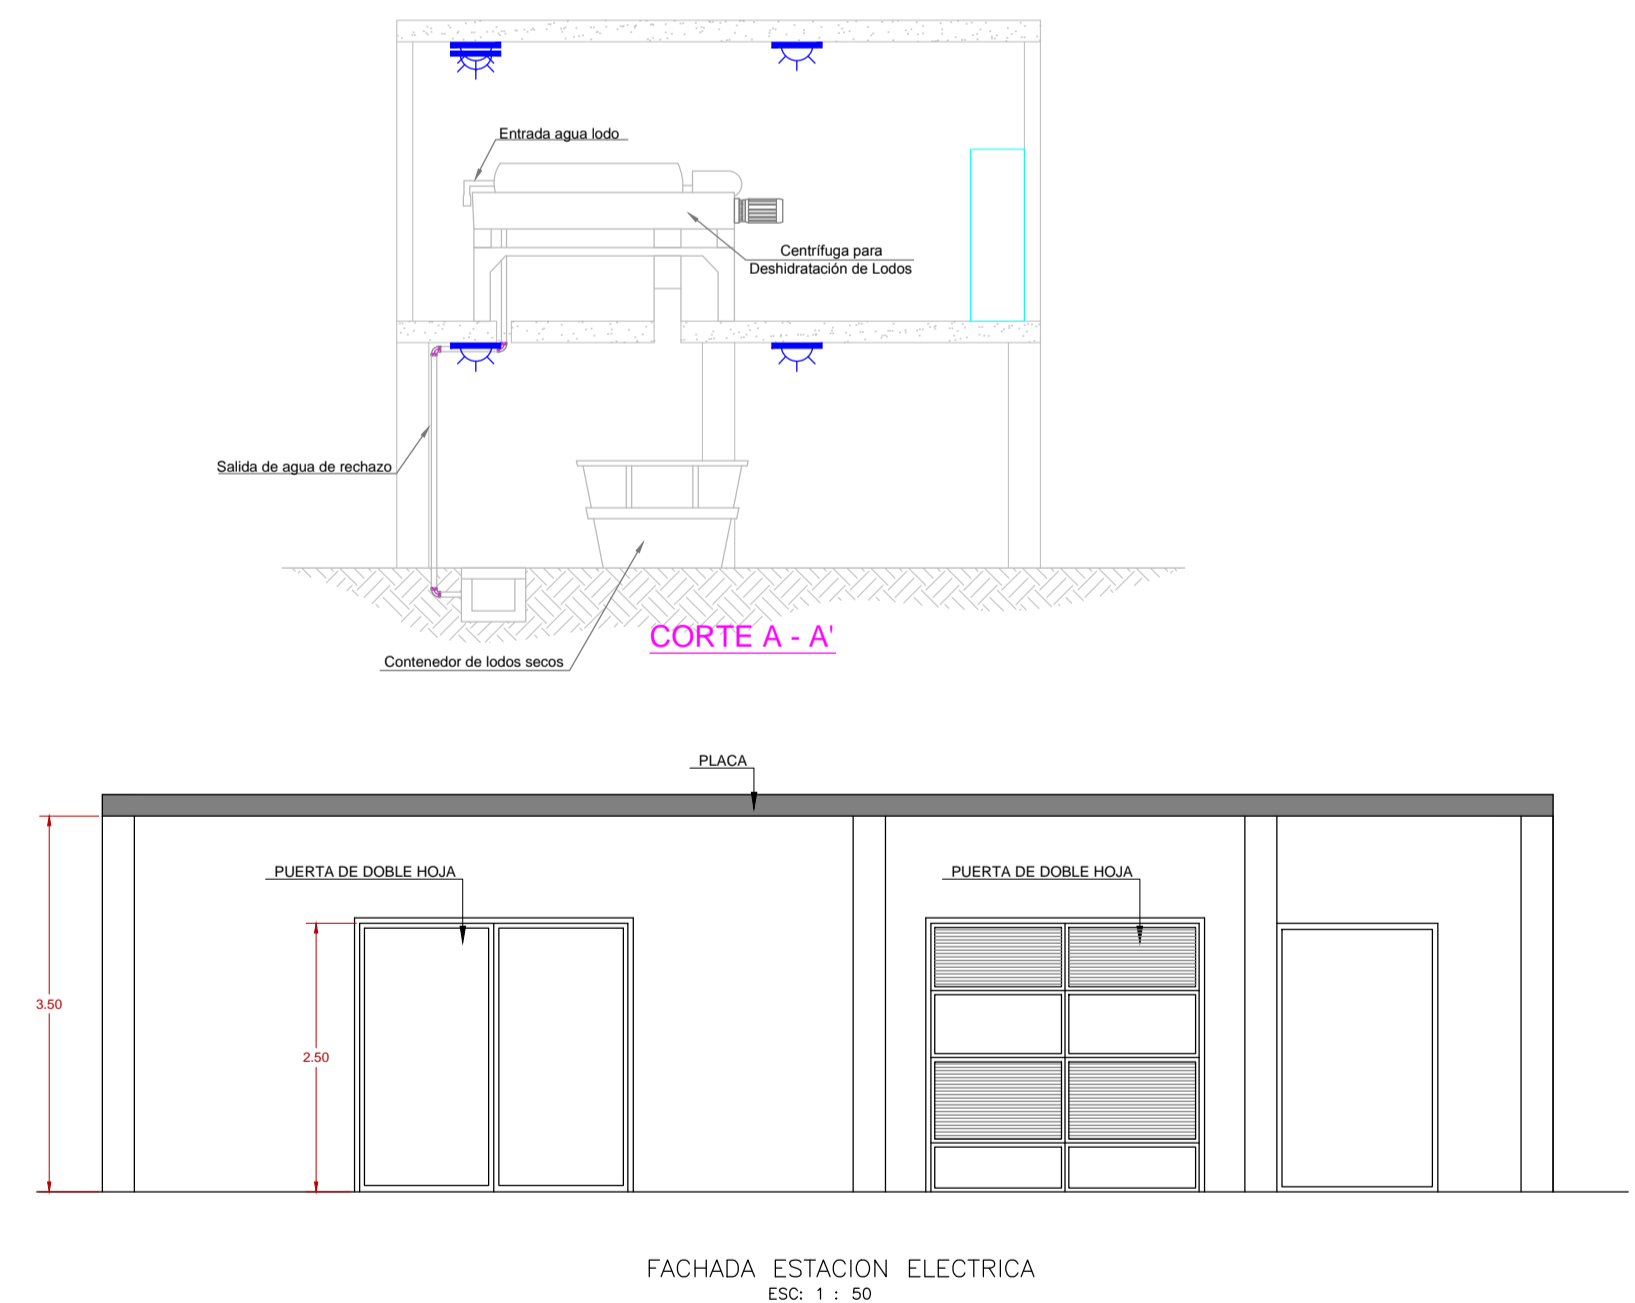 Entrada agua lodo
Centrífuga para
Deshidratación de Lodos
Salida de agua de rechazo
CORTE A - A'
Contenedor de lodos secos
PLACA
PUERTA DE DOBLE HOJA
PUERTA DE DOBLE HOJA
3.50
2.50
FACHADA ESTACION ELECTRICA
ESC: 1 : 50